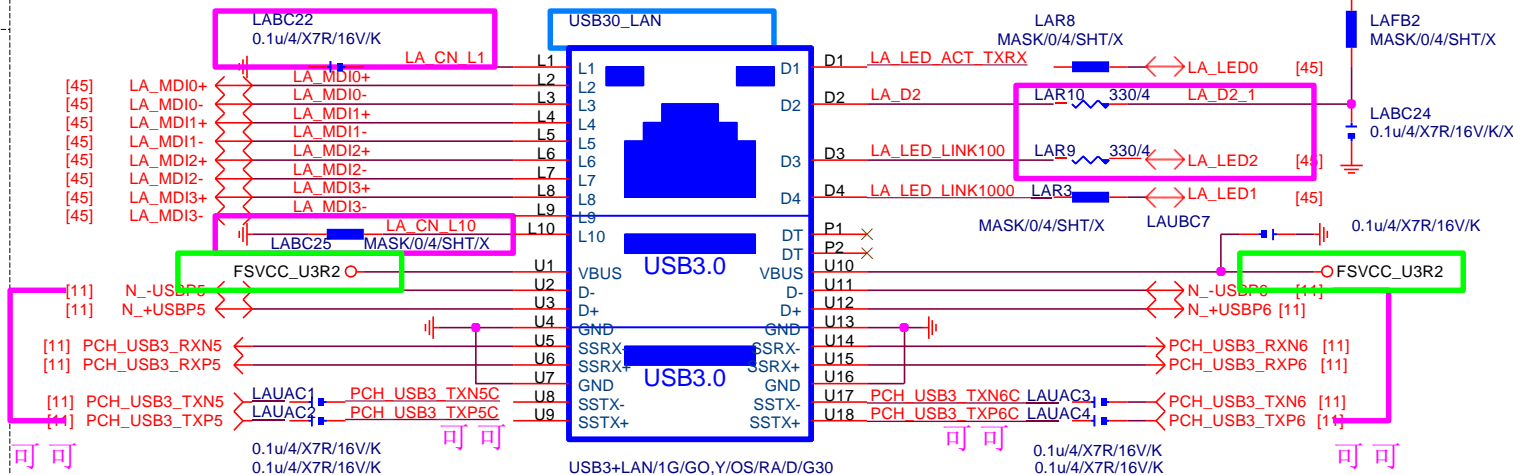 LABC22
0.1u/4/X7R/16V/K
USB30_LAN
LAR8
MASK/0/4/SHT/X
LAFB2
MASK/0/4/SHT/X
LA_CN_L1 L1 L1 D1 D1 LA_LED_ACT_TXRX LA_LED0 [45]
[45] LA_MDI0+ LA_MDI0+ L2 L2
[45] LA_MDI0- LA_MDI0- L3 L3 D2 D2 LA_D2 LAR10 330/4 LA_D2_1
[45] LA_MDI1+ LA_MDI1+ L4 L4
LABC24
0.1u/4/X7R/16V/K/X
[45] LA_MDI1- LA_MDI1- L5 L5
[45] LA_MDI2+ LA_MDI2+ L6 L6 D3 D3 LA_LED_LINK100 LAR9 330/4 LA_LED2 [45]
[45] LA_MDI2- LA_MDI2- L7 L7
[45] LA_MDI3+ LA_MDI3+ L8 L8 D4 D4 LA_LED_LINK1000 LAR3 LA_LED1 [45]
[45] LA_MDI3- LA_MDI3- L9 L9
MASK/0/4/SHT/X LAUBC7 0.1u/4/X7R/16V/K
LA_CN_L10 L10 L10 DT P1
LABC25 MASK/0/4/SHT/X DT P2
FSVCC_U3R2 U1 VBUS USB3.0 VBUS U10 FSVCC_U3R2
[11] N_-USBP5 U2 D- D- U11 N_-USBP6 [11]
[11] N_+USBP5 U3 D+ D+ U12 N_+USBP6 [11]
U4 GND GND U13
[11] PCH_USB3_RXN5 U5 SSRX- SSRX- U14 PCH_USB3_RXN6 [11]
[11] PCH_USB3_RXP5 U6 SSRX+ SSRX+ U15 PCH_USB3_RXP6 [11]
U7 GND USB3.0 GND U16
[11] PCH_USB3_TXN5 LAUAC1 PCH_USB3_TXN5C U8 SSTX- SSTX- U17 PCH_USB3_TXN6C LAUAC3 PCH_USB3_TXN6 [11]
[11] PCH_USB3_TXP5 LAUAC2 PCH_USB3_TXP5C U9 SSTX+ SSTX+ U18 PCH_USB3_TXP6C LAUAC4 PCH_USB3_TXP6 [11]
可 可 可 可 可 可 可 可
0.1u/4/X7R/16V/K 0.1u/4/X7R/16V/K
0.1u/4/X7R/16V/K USB3+LAN/1G/GO,Y/OS/RA/D/G30 0.1u/4/X7R/16V/K